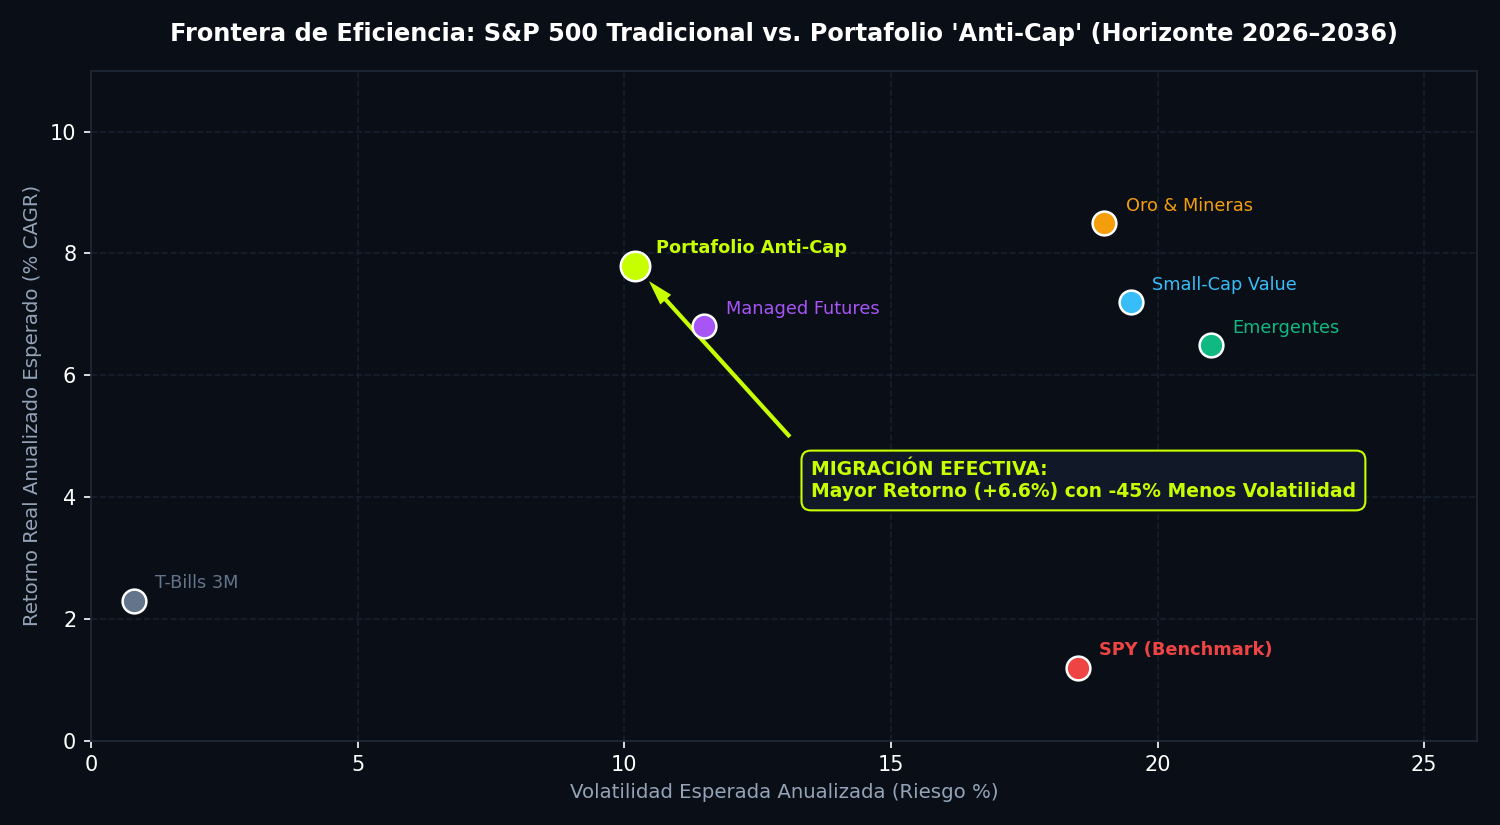 Frontera de Eficiencia: S&P 500 Tradicional vs. Portafolio 'Anti-Cap' (Horizonte 2026–2036)
Retorno Real Anualizado Esperado (% CAGR)
10
8
6
4
2
0
Oro & Mineras
Portafolio Anti-Cap
Small-Cap Value
Managed Futures
Emergentes
MIGRACIÓN EFECTIVA:
Mayor Retorno (+6.6%) con -45% Menos Volatilidad
T-Bills 3M
SPY (Benchmark)
0
5
10
15
20
25
Volatilidad Esperada Anualizada (Riesgo %)